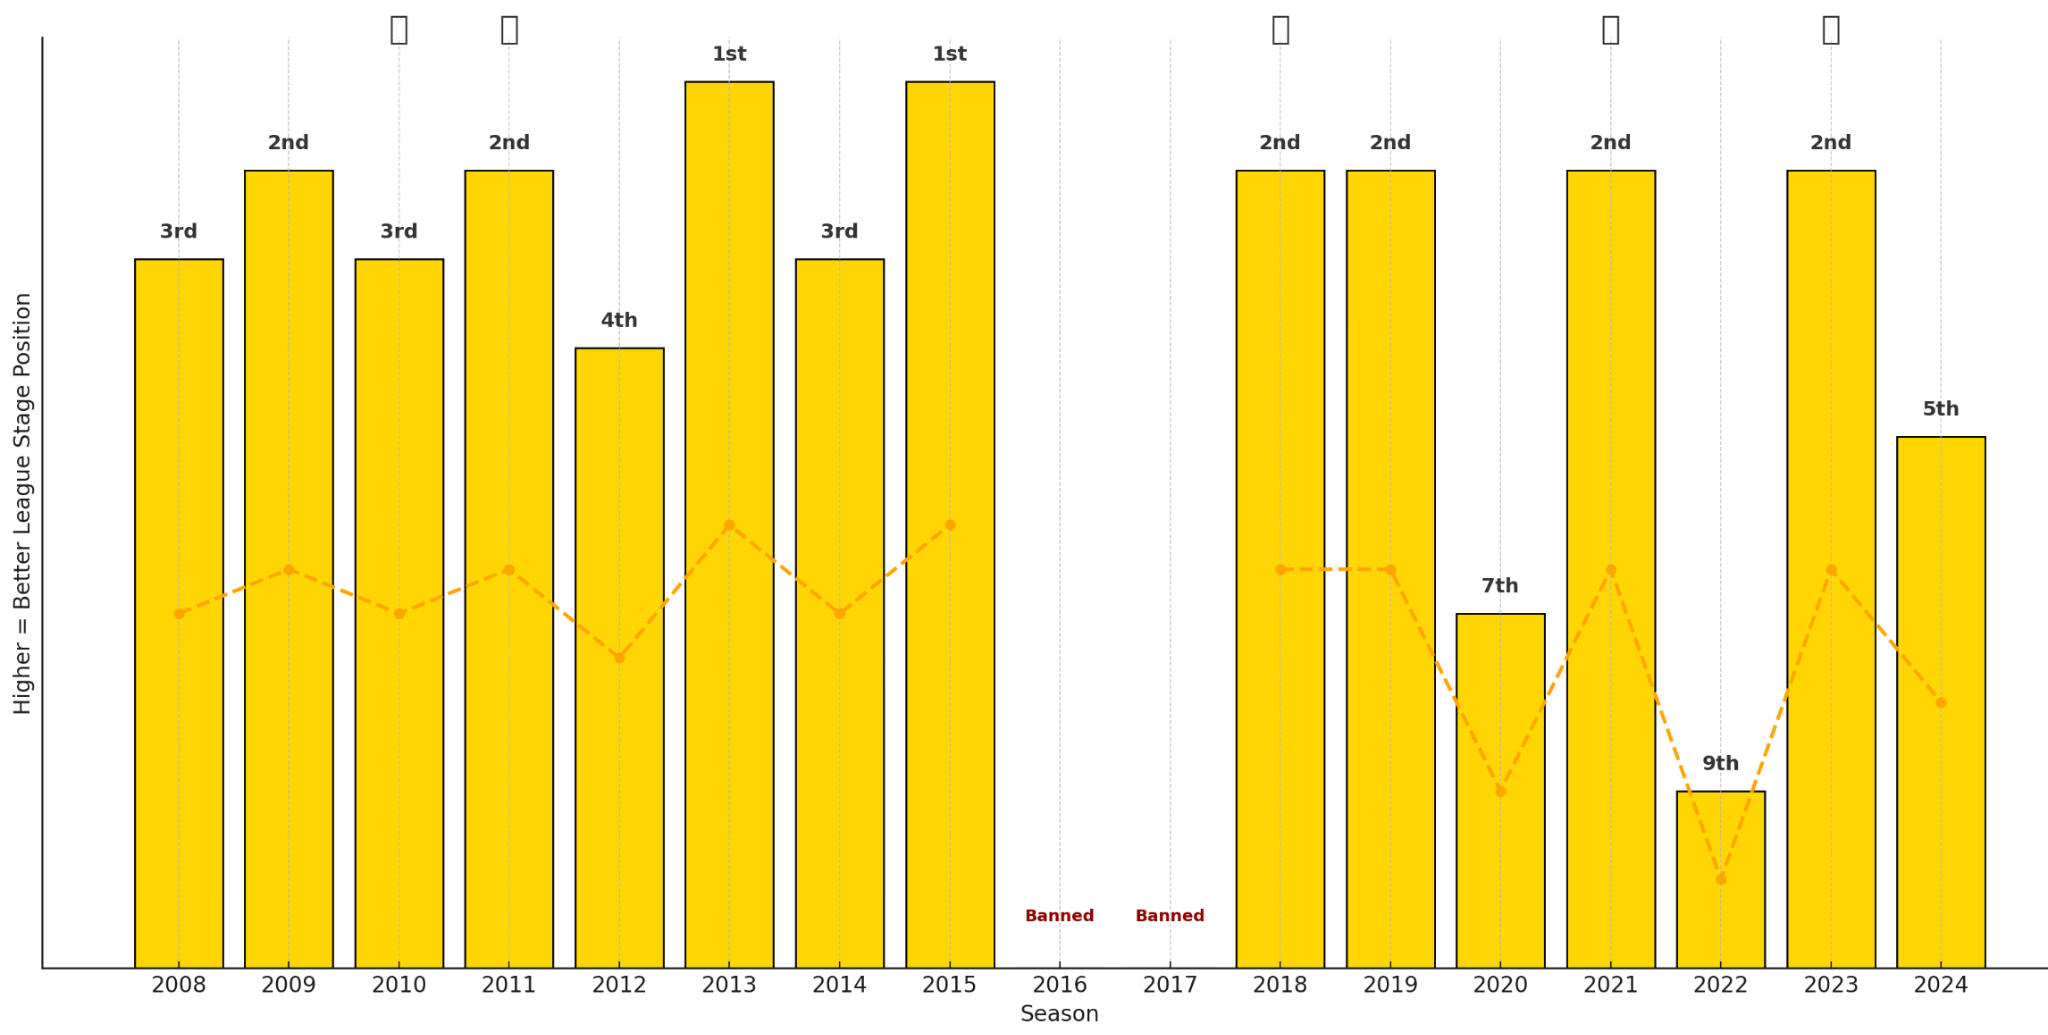 1st
1st
2nd
2nd
2nd
2nd
2nd
2nd
3rd
3rd
3rd
4th
5th
7th
9th
Banned
Banned
Higher = Better League Stage Position
2008
2009
2010
2011
2012
2013
2014
2015
2016
2017
2018
2019
2020
2021
2022
2023
2024
Season